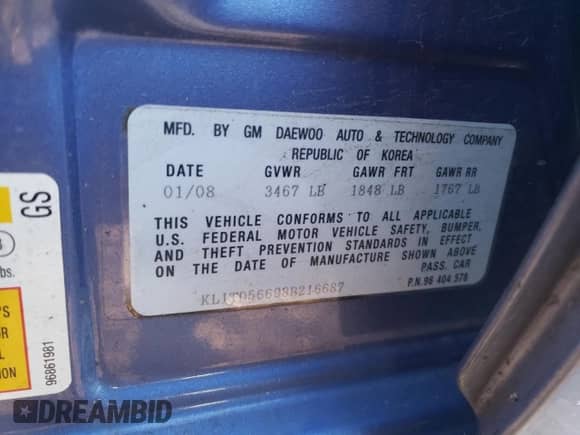 MFD. BY GM DAEWOO AUTO & TECHNOLOGY COMPANY
REPUBLIC OF KOREA
DATE GVWR GAWR FRT GAWR RR
01/08 3467 LB 1848 LB 1767 LB
THIS VEHICLE CONFORMS TO ALL APPLICABLE
U.S. FEDERAL MOTOR VEHICLE SAFETY, BUMPER,
AND THEFT PREVENTION STANDARDS IN EFFECT
ON THE DATE OF MANUFACTURE SHOWN ABOVE
PASS. CAR
P.N.96 404 578
KL1TD56698B216687
GS
lbs.
96861981
DREAMBID